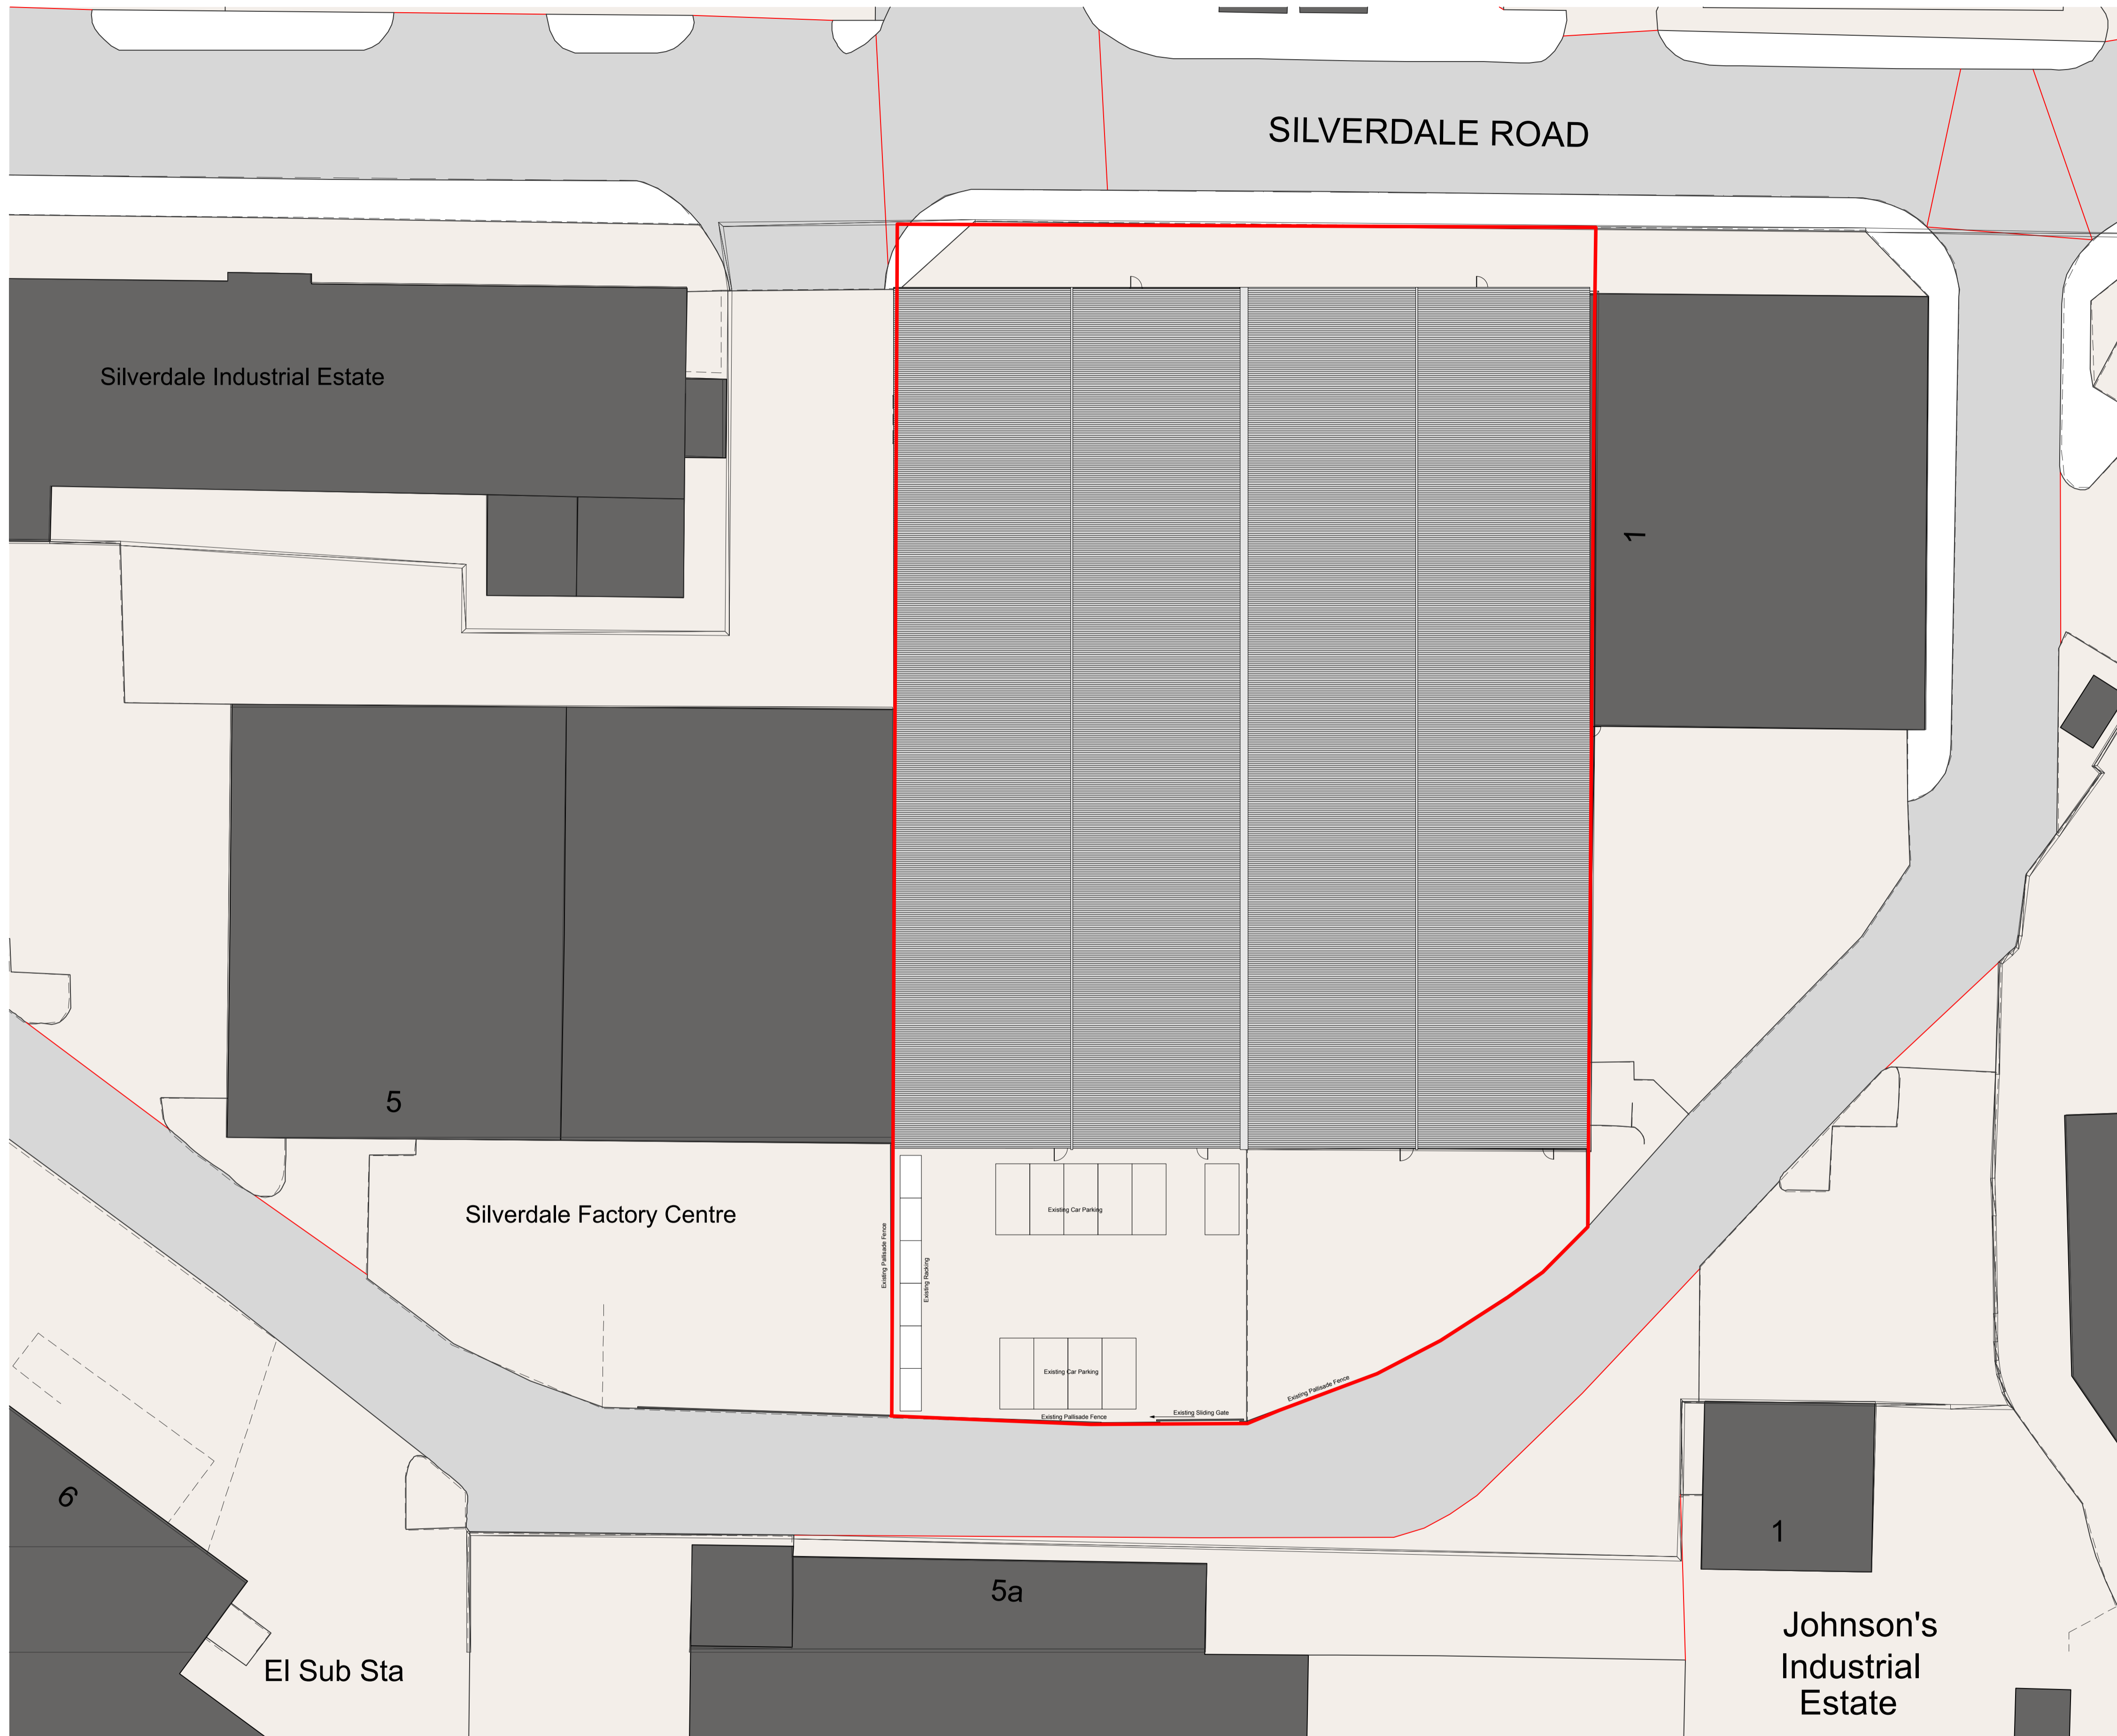 SILVERDALE ROAD
Silverdale Industrial Estate
1
5
Silverdale Factory Centre
Existing Pallisade Fence
Existing Racking
Existing Car Parking
Existing Car Parking
Existing Pallisade Fence
Existing Sliding Gate
Existing Pallisade Fence
6
El Sub Sta
5a
1
Johnson's
Industrial
Estate